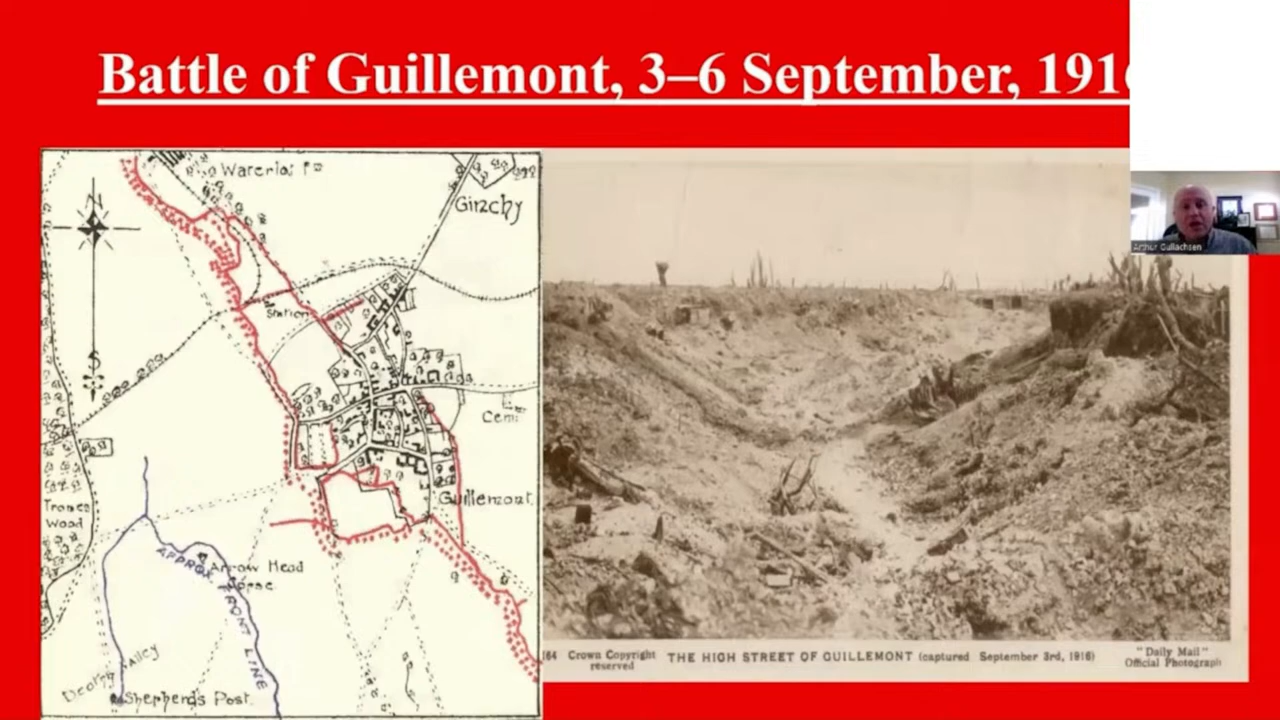 Battle of Guillemont, 3–6 September, 191
Waterlot Fm
Ginchy
N
Station
S
Cem:
Guillemont.
Trones
Wood
Arrow Head
Copse.
APPROX FRONT LINE
Valley
Shepherds Post.
Arthur Gullachsen
64 Crown Copyright
reserved
THE HIGH STREET OF GUILLEMONT (captured September 3rd, 1916)
"Daily Mail"
Official Photograph